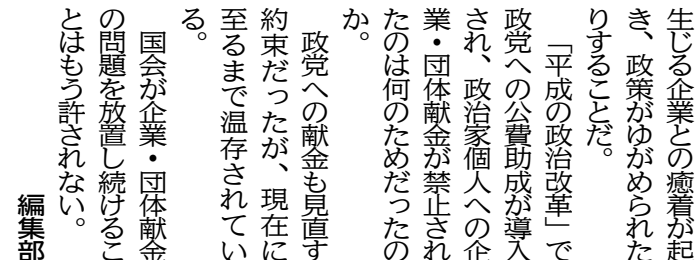 生じる企業との癒着が起
き、政策がゆがめられた
りすることだ。
「平成の政治改革」で
政党への公費助成が導入
され、政治家個人への企
業・団体献金が禁止され
たのは何のためだったの
か。
政党への献金も見直す
約束だったが、現在に
至るまで温存されてい
る。
国会が企業・団体献金
の問題を放置し続けるこ
とはもう許されない。
編集部